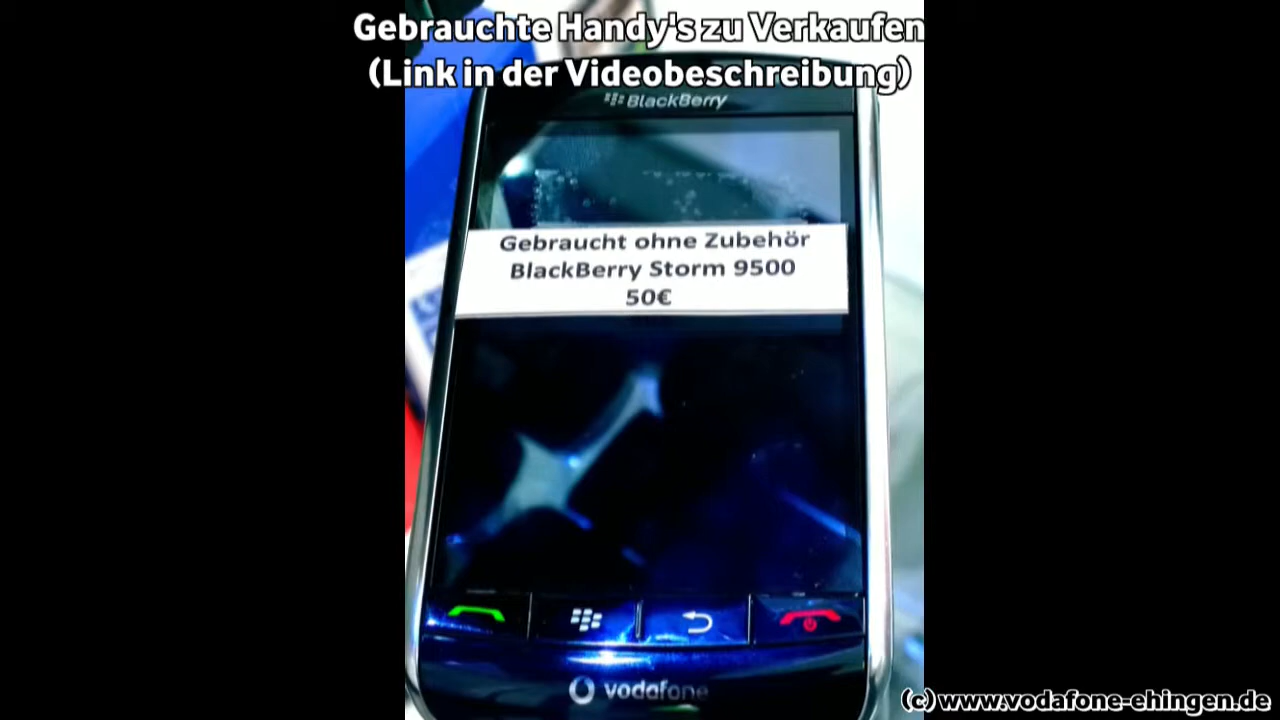 Gebrauchte Handy's zu Verkaufen
(Link in der Videobeschreibung)
BlackBerry
Gebraucht ohne Zubehör
BlackBerry Storm 9500
50€
vodafone
(c) www.vodafone-ehingen.de